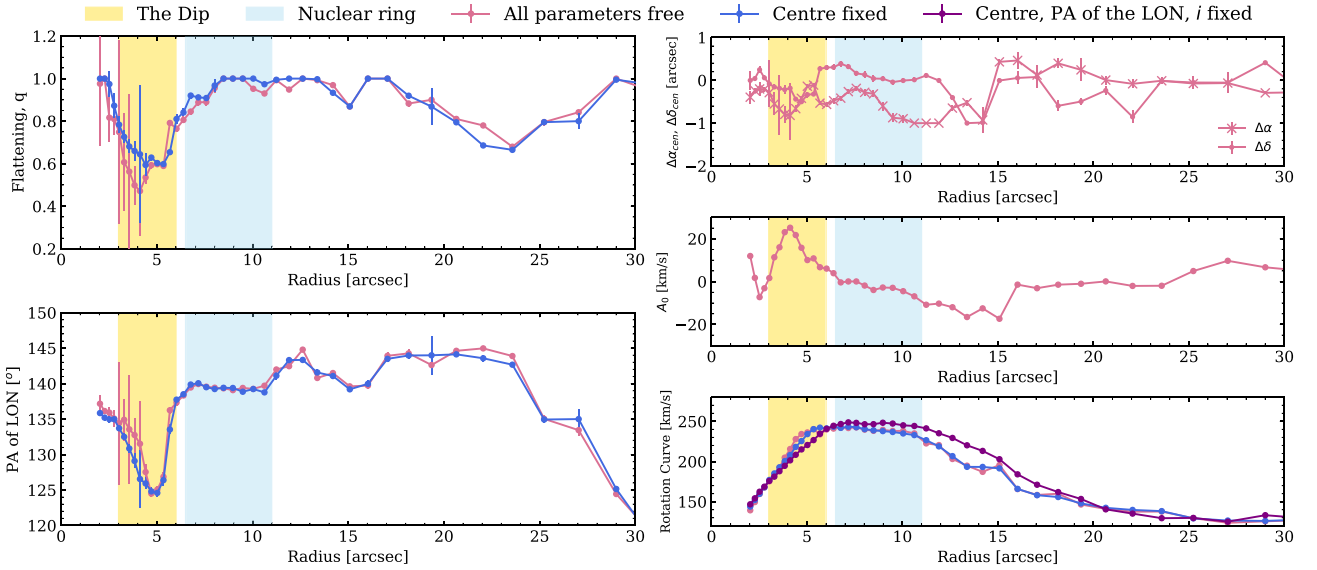 The Dip
Nuclear ring
All parameters free
Centre fixed
Centre, PA of the LON, i fixed
1.2
1.0
0.8
0.6
0.4
0.2
Flattening, q
0 5 10 15 20 25 30
Radius [arcsec]
150
145
140
135
130
125
120
PA of LON [°]
0 5 10 15 20 25 30
Radius [arcsec]
1
0
−1
−2
Δα_cen, Δδ_cen [arcsec]
Δα
Δδ
0 5 10 15 20 25 30
Radius [arcsec]
20
0
−20
A₀ [km/s]
0 5 10 15 20 25 30
Radius [arcsec]
250
200
150
Rotation Curve [km/s]
0 5 10 15 20 25 30
Radius [arcsec]